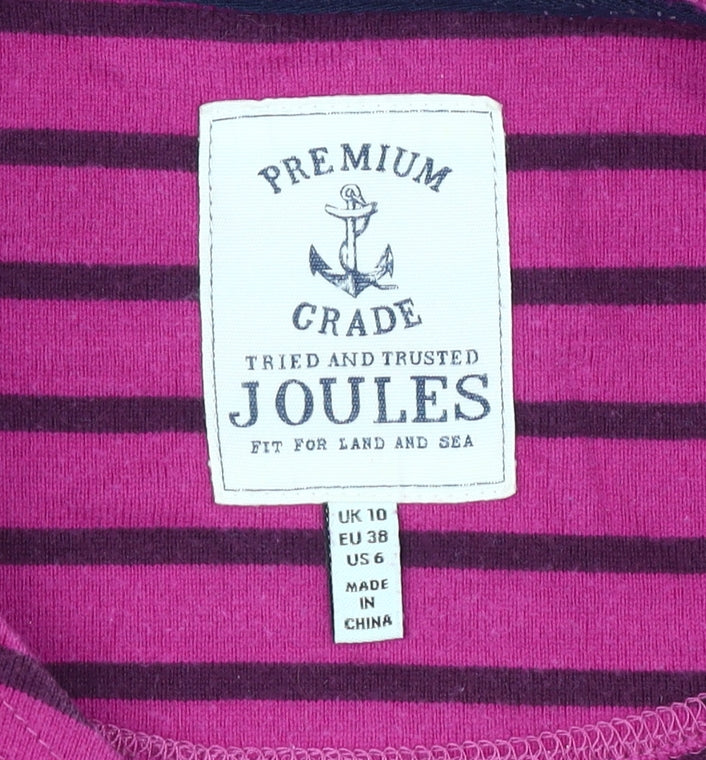 PREMIUM
GRADE
TRIED AND TRUSTED
JOULES
FIT FOR LAND AND SEA
UK 10
EU 38
US 6
MADE
IN
CHINA